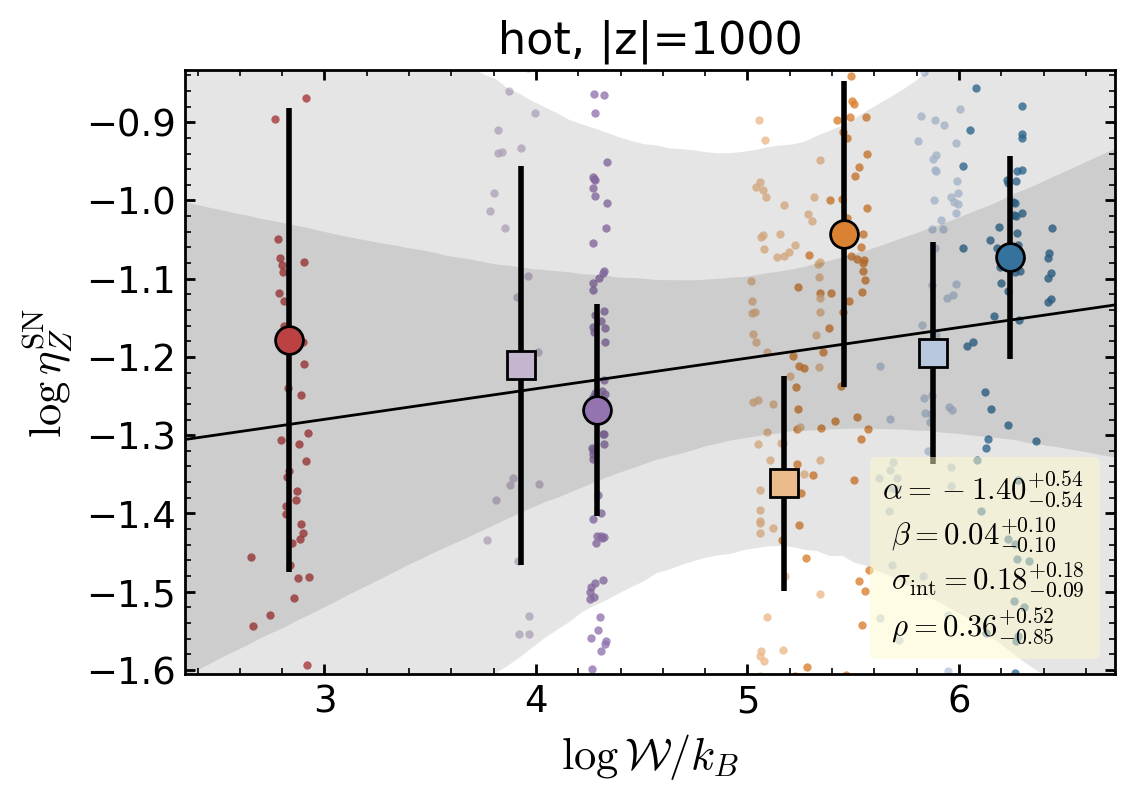 hot, |z|=1000
−0.9
−1.0
−1.1
−1.2
−1.3
−1.4
−1.5
−1.6
log η_Z^SN
α = −1.40^{+0.54}_{−0.54}
β = 0.04^{+0.10}_{−0.10}
σ_int = 0.18^{+0.18}_{−0.09}
ρ = 0.36^{+0.52}_{−0.85}
3 4 5 6
log 𝒲/k_B